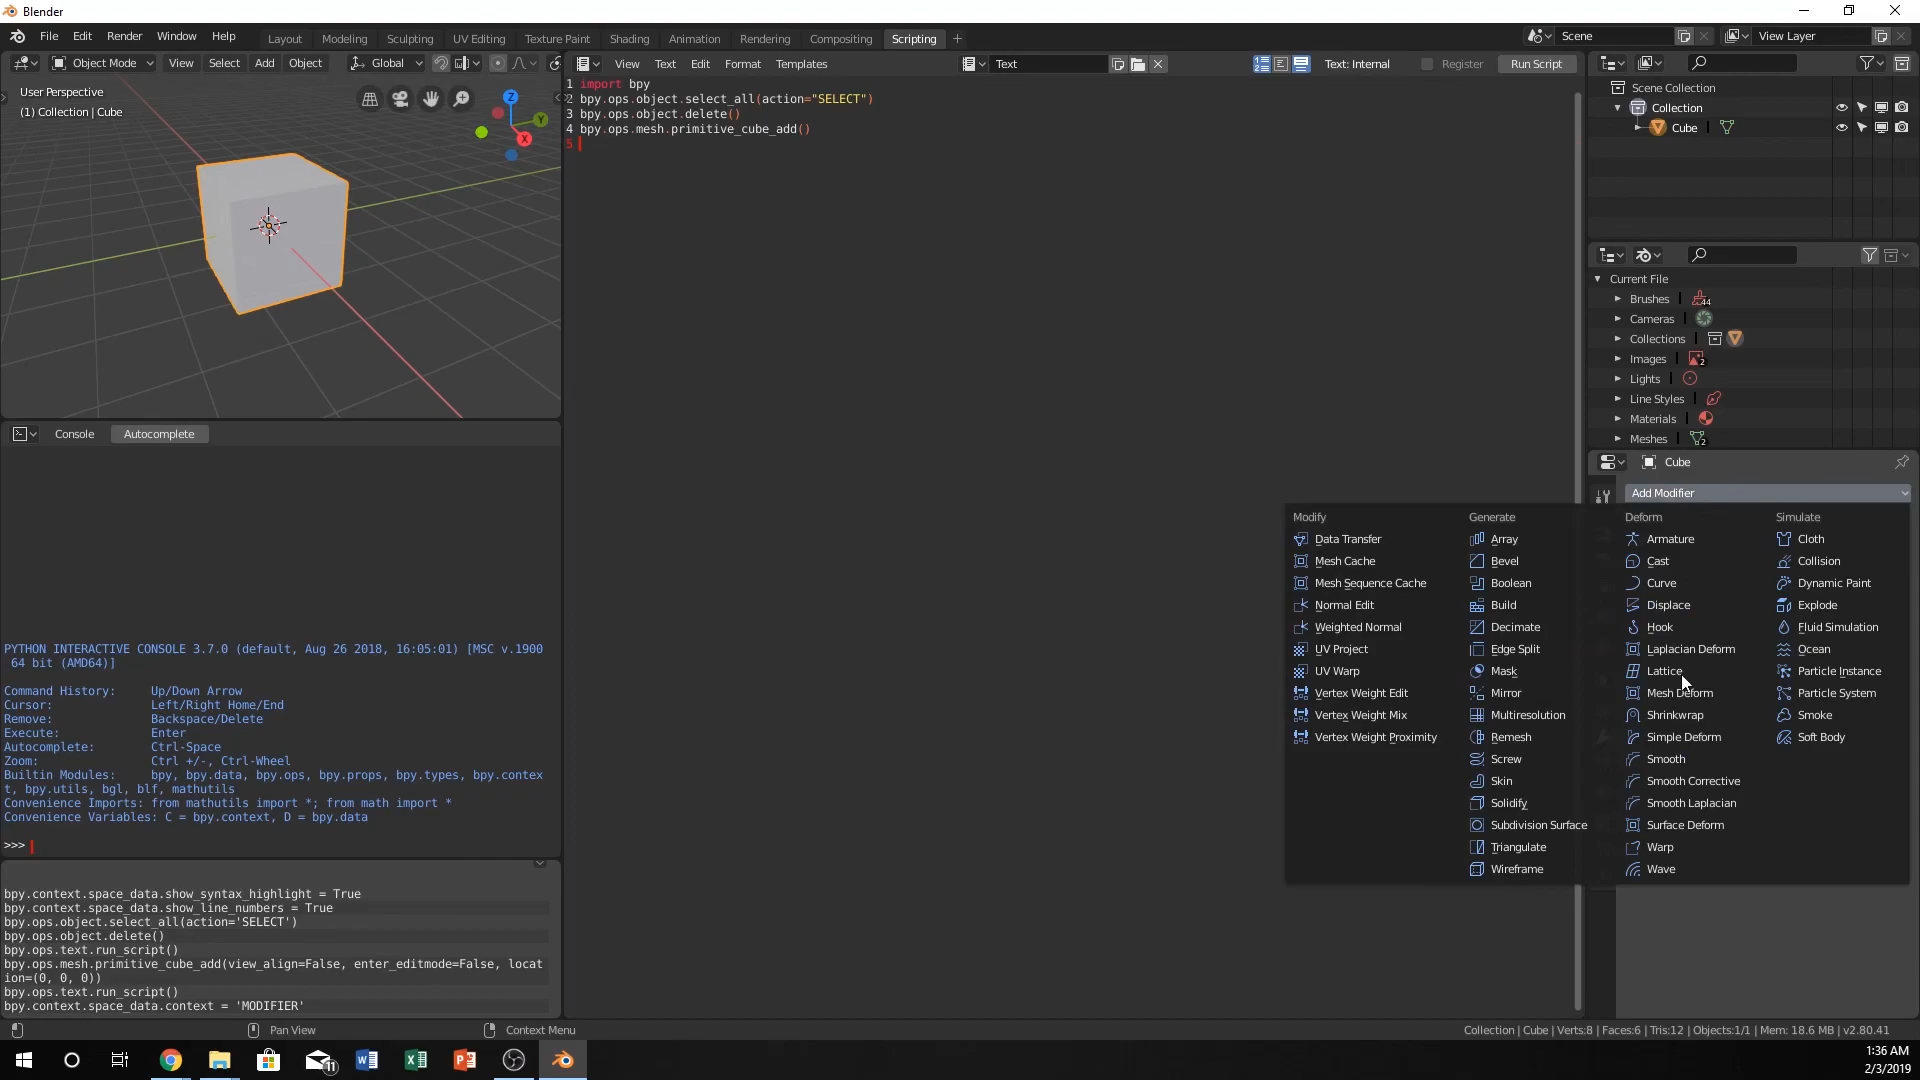 Blender
File Edit Render Window Help Layout Modeling Sculpting UV Editing Texture Paint Shading Animation Rendering Compositing Scripting + Scene View Layer
Object Mode View Select Add Object Global View Text Edit Format Templates Text Text: Internal Register Run Script
User Perspective
(1) Collection | Cube
Y
Z
X
1 import bpy
2 bpy.ops.object.select_all(action="SELECT")
3 bpy.ops.object.delete()
4 bpy.ops.mesh.primitive_cube_add()
5
Scene Collection
Collection
Cube
Current File
Brushes 44
Cameras
Collections
Images 2
Lights
Line Styles
Materials
Meshes 2
Console Autocomplete
PYTHON INTERACTIVE CONSOLE 3.7.0 (default, Aug 26 2018, 16:05:01) [MSC v.1900
64 bit (AMD64)]
Command History: Up/Down Arrow
Cursor: Left/Right Home/End
Remove: Backspace/Delete
Execute: Enter
Autocomplete: Ctrl-Space
Zoom: Ctrl +/-, Ctrl-Wheel
Builtin Modules: bpy, bpy.data, bpy.ops, bpy.props, bpy.types, bpy.contex
t, bpy.utils, bgl, blf, mathutils
Convenience Imports: from mathutils import *; from math import *
Convenience Variables: C = bpy.context, D = bpy.data
>>>
bpy.context.space_data.show_syntax_highlight = True
bpy.context.space_data.show_line_numbers = True
bpy.ops.object.select_all(action='SELECT')
bpy.ops.object.delete()
bpy.ops.text.run_script()
bpy.ops.mesh.primitive_cube_add(view_align=False, enter_editmode=False, locat
ion=(0, 0, 0))
bpy.ops.text.run_script()
bpy.context.space_data.context = 'MODIFIER'
Cube
Add Modifier
Modify
Data Transfer
Mesh Cache
Mesh Sequence Cache
Normal Edit
Weighted Normal
UV Project
UV Warp
Vertex Weight Edit
Vertex Weight Mix
Vertex Weight Proximity
Generate
Array
Bevel
Boolean
Build
Decimate
Edge Split
Mask
Mirror
Multiresolution
Remesh
Screw
Skin
Solidify
Subdivision Surface
Triangulate
Wireframe
Deform
Armature
Cast
Curve
Displace
Hook
Laplacian Deform
Lattice
Mesh Deform
Shrinkwrap
Simple Deform
Smooth
Smooth Corrective
Smooth Laplacian
Surface Deform
Warp
Wave
Simulate
Cloth
Collision
Dynamic Paint
Explode
Fluid Simulation
Ocean
Particle Instance
Particle System
Smoke
Soft Body
Pan View Context Menu Collection | Cube | Verts:8 | Faces:6 | Tris:12 | Objects:1/1 | Mem: 18.6 MB | v2.80.41
11
1:36 AM
2/3/2019